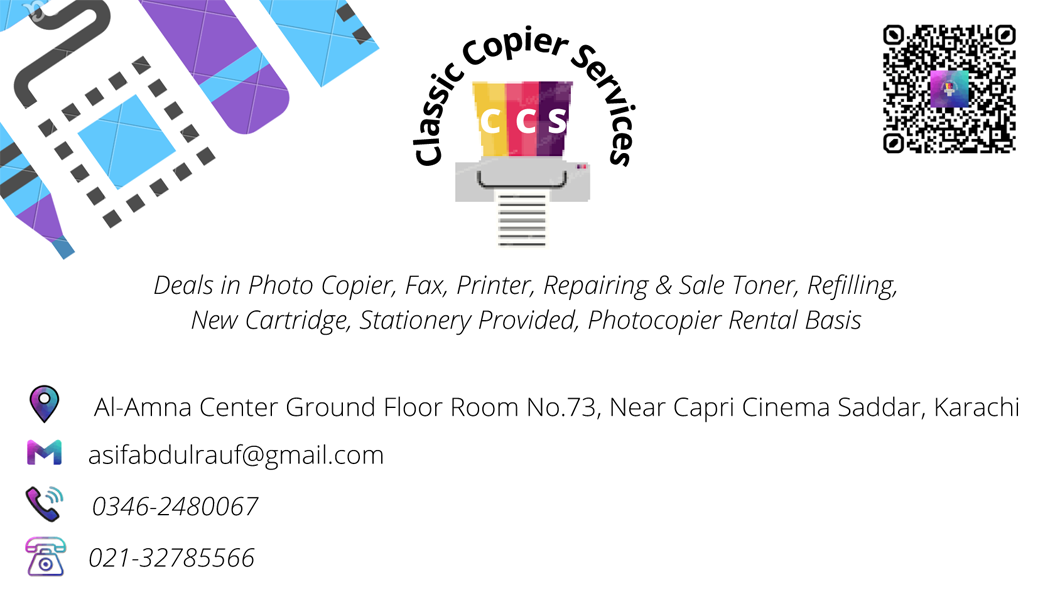 Classic Copier Services
C C S
Deals in Photo Copier, Fax, Printer, Repairing & Sale Toner, Refilling,
New Cartridge, Stationery Provided, Photocopier Rental Basis
Al-Amna Center Ground Floor Room No.73, Near Capri Cinema Saddar, Karachi
asifabdulrauf@gmail.com
0346-2480067
021-32785566